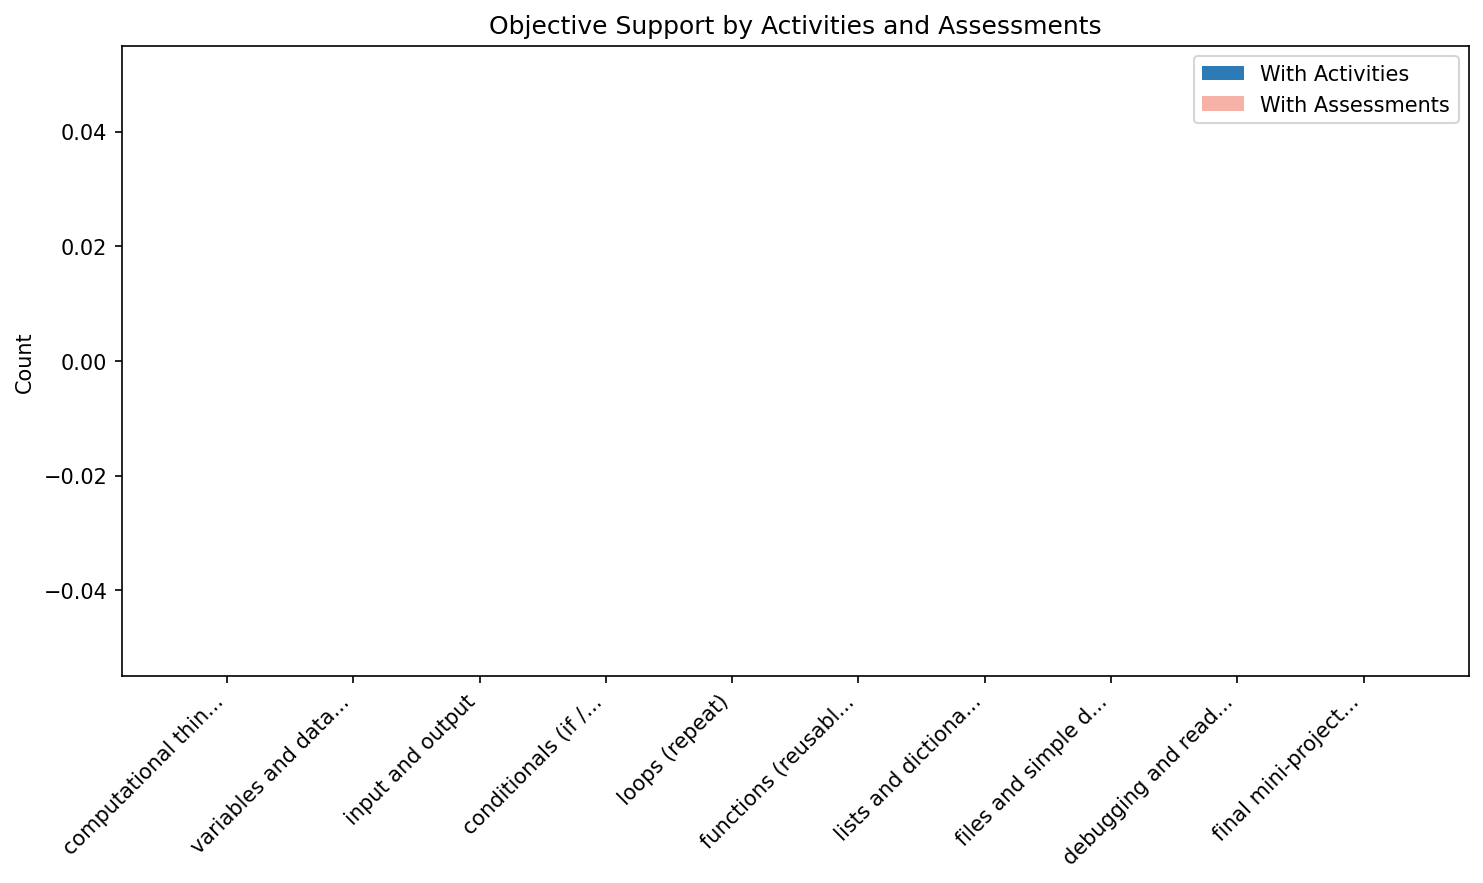 Objective Support by Activities and Assessments
With Activities
With Assessments
Count
0.04
0.02
0.00
−0.02
−0.04
computational thin...
variables and data...
input and output
conditionals (if /...
loops (repeat)
functions (reusabl...
lists and dictiona...
files and simple d...
debugging and read...
final mini-project...